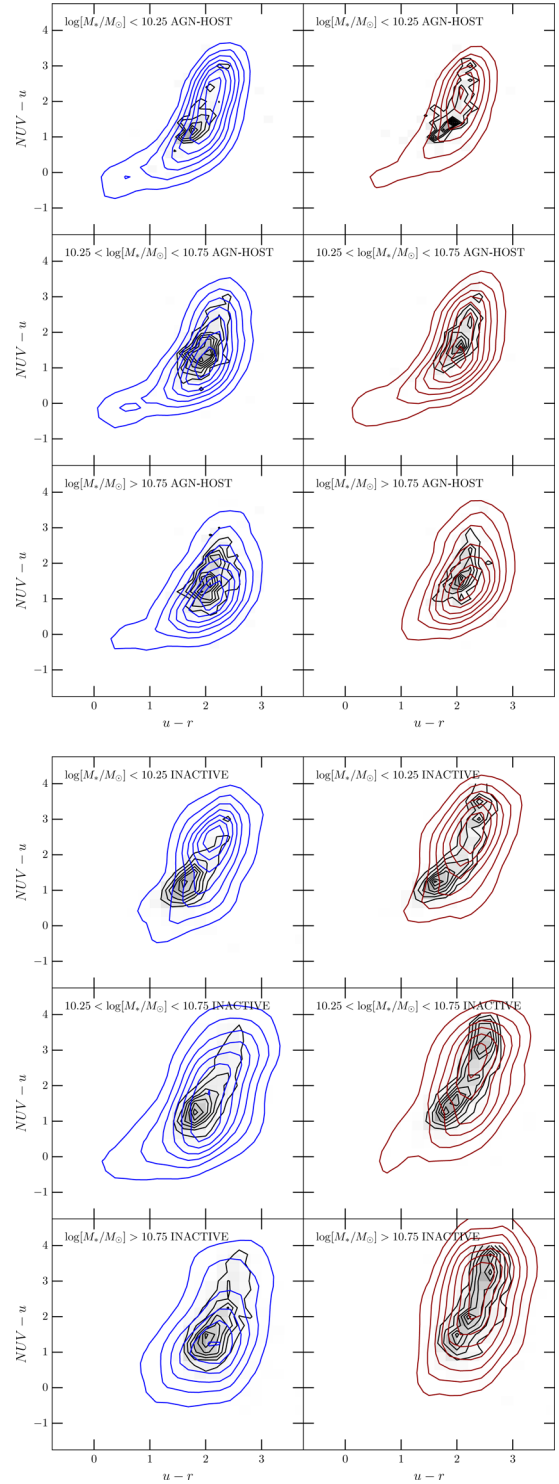 log[M∗/M⊙] < 10.25 AGN-HOST
log[M∗/M⊙] < 10.25 AGN-HOST
4
3
2
1
0
−1
NUV − u
10.25 < log[M∗/M⊙] < 10.75 AGN-HOST
10.25 < log[M∗/M⊙] < 10.75 AGN-HOST
4
3
2
1
0
−1
NUV − u
log[M∗/M⊙] > 10.75 AGN-HOST
log[M∗/M⊙] > 10.75 AGN-HOST
4
3
2
1
0
−1
NUV − u
0 1 2 3 0 1 2 3
u − r u − r
log[M∗/M⊙] < 10.25 INACTIVE
log[M∗/M⊙] < 10.25 INACTIVE
4
3
2
1
0
−1
NUV − u
10.25 < log[M∗/M⊙] < 10.75 INACTIVE
10.25 < log[M∗/M⊙] < 10.75 INACTIVE
4
3
2
1
0
−1
NUV − u
log[M∗/M⊙] > 10.75 INACTIVE
log[M∗/M⊙] > 10.75 INACTIVE
4
3
2
1
0
−1
NUV − u
0 1 2 3 0 1 2 3
u − r u − r